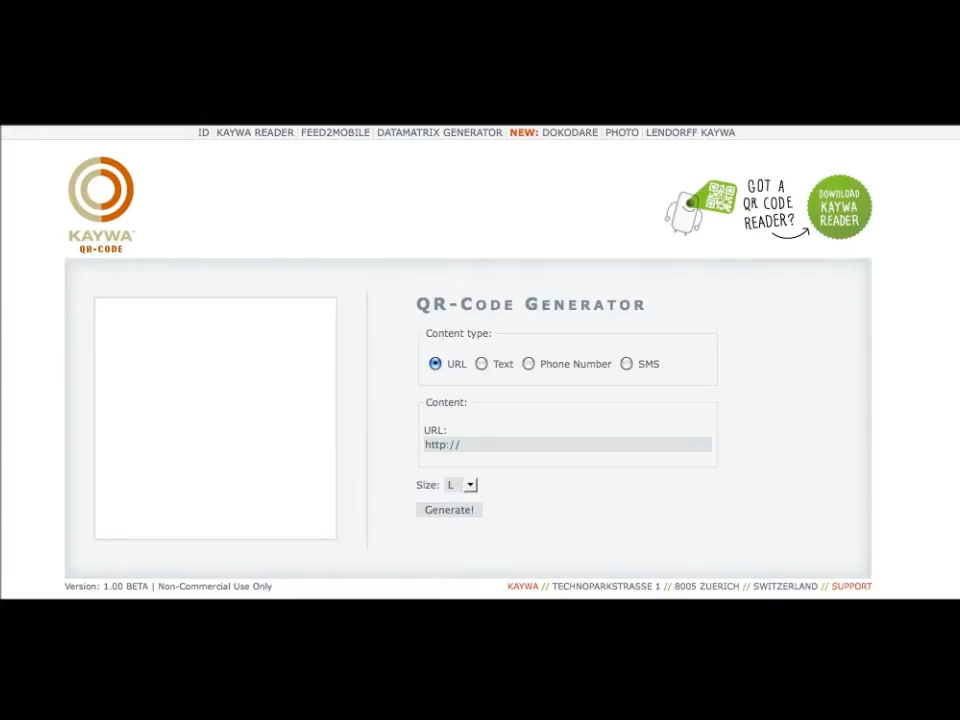 ID | KAYWA READER | FEED2MOBILE | DATAMATRIX GENERATOR | NEW: DOKODARE | PHOTO | LENDORFF KAYWA
KAYWA
QR-CODE
GOT A
QR CODE
READER?
DOWNLOAD
KAYWA
READER
QR-CODE GENERATOR
Content type:
URL Text Phone Number SMS
Content:
URL:
http://
Size: L
Generate!
Version: 1.00 BETA | Non-Commercial Use Only
KAYWA // TECHNOPARKSTRASSE 1 // 8005 ZUERICH // SWITZERLAND // SUPPORT